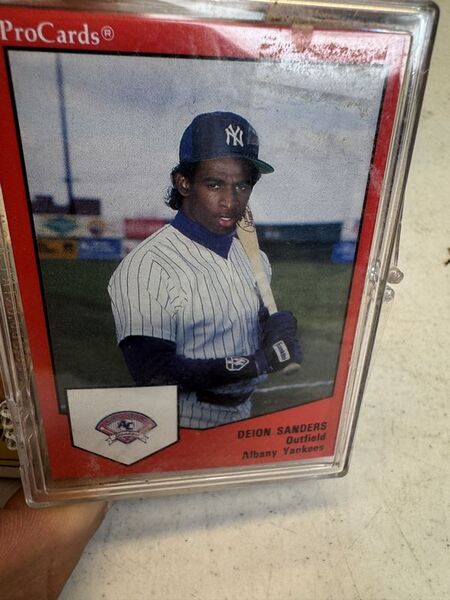 ProCards®
NY
DEION SANDERS
Outfield
Albany Yankees